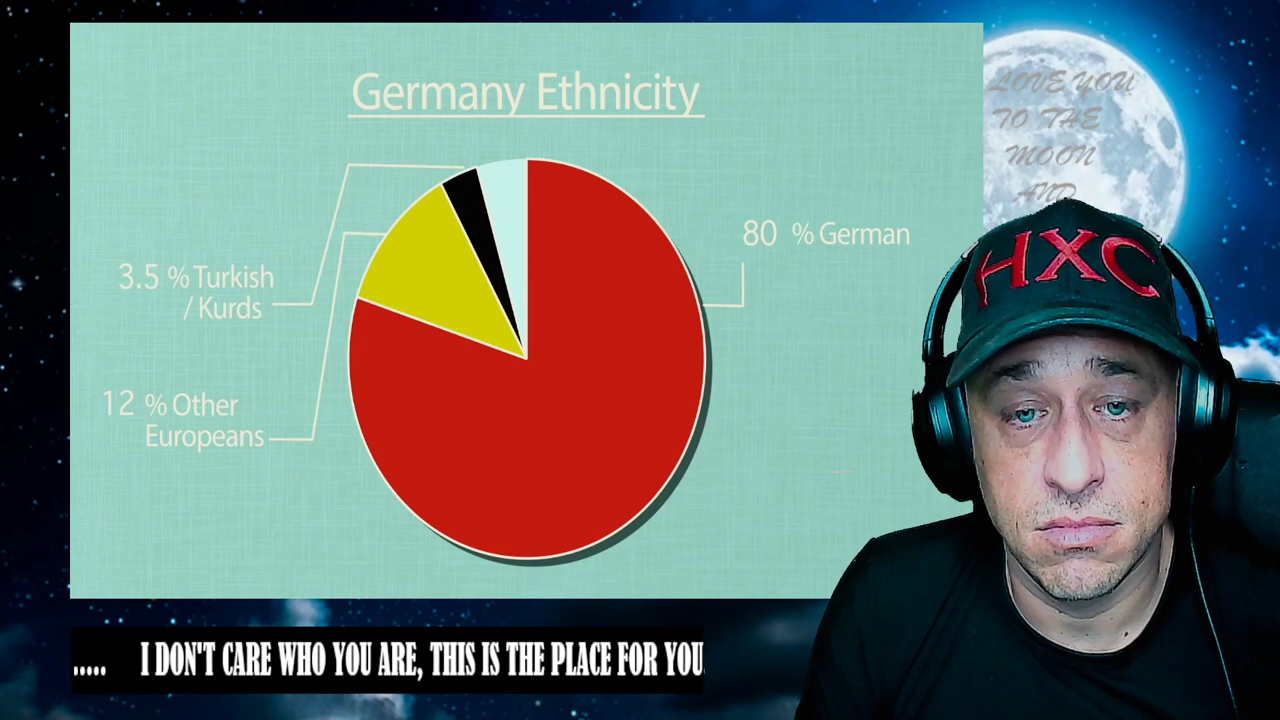 Germany Ethnicity
LOVE YOU
TO THE
MOON
AND
HXC
80 % German
3.5 % Turkish
/ Kurds
12 % Other
Europeans
..... I DON'T CARE WHO YOU ARE, THIS IS THE PLACE FOR YOU